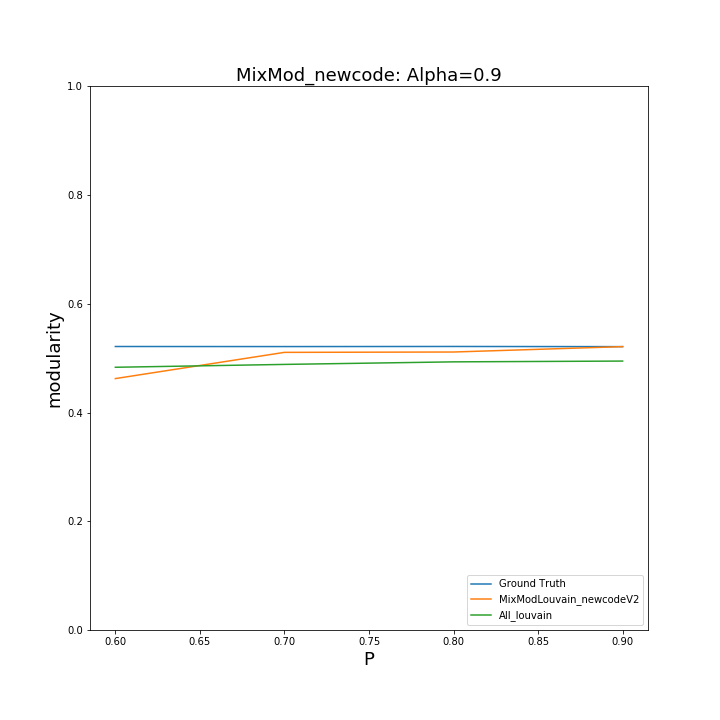 MixMod_newcode: Alpha=0.9
1.0
0.8
0.6
0.4
0.2
0.0
modularity
0.60
0.65
0.70
0.75
0.80
0.85
0.90
P
Ground Truth
MixModLouvain_newcodeV2
All_louvain